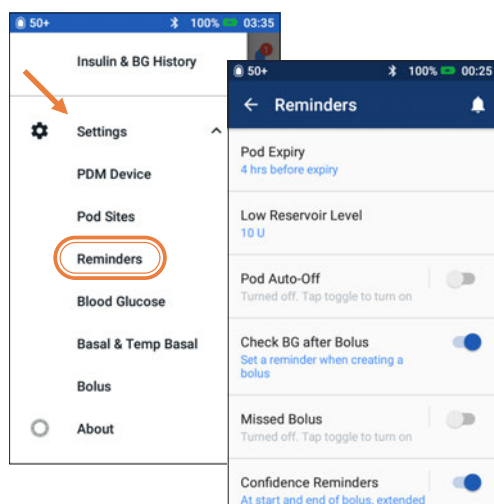 50+ 100% 03:35
Insulin & BG History
Settings
PDM Device
Pod Sites
Reminders
Blood Glucose
Basal & Temp Basal
Bolus
About
50+ 100% 00:25
Reminders
Pod Expiry
4 hrs before expiry
Low Reservoir Level
10 U
Pod Auto-Off
Turned off. Tap toggle to turn on
Check BG after Bolus
Set a reminder when creating a
bolus
Missed Bolus
Turned off. Tap toggle to turn on
Confidence Reminders
At start and end of bolus, extended